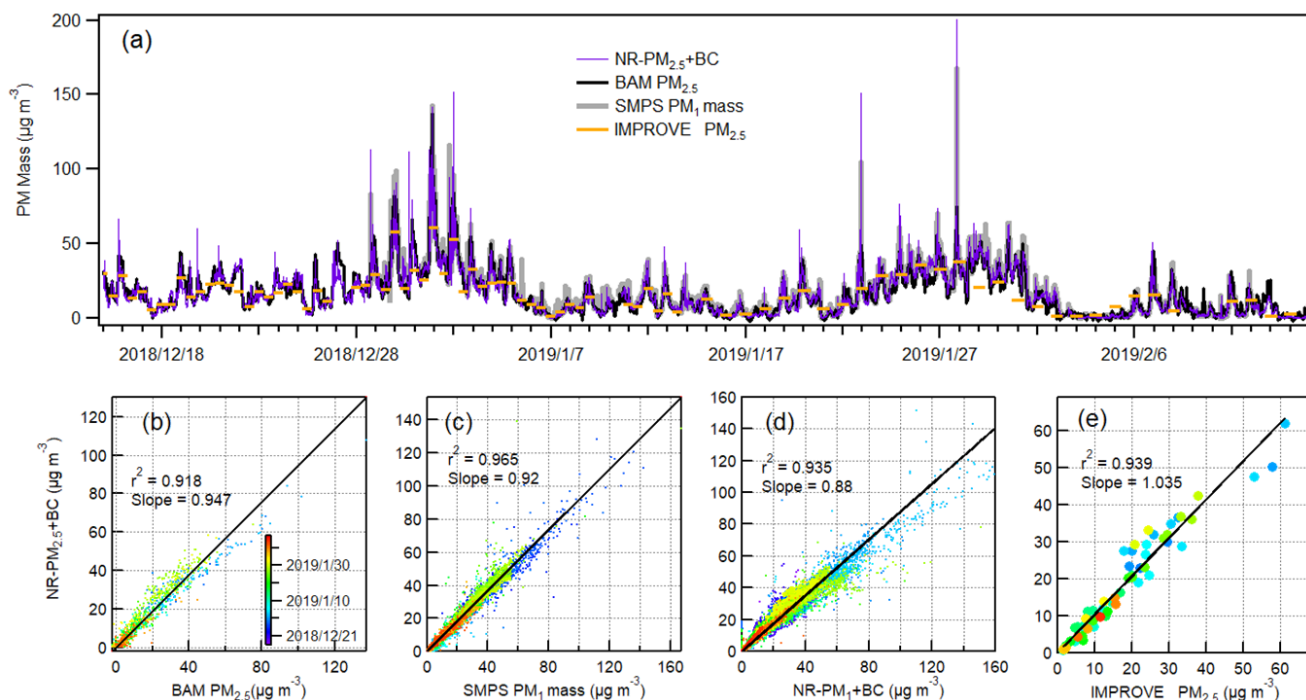 (a)
200
150
100
50
0
PM Mass (µg m⁻³)
NR-PM₂.₅+BC
BAM PM₂.₅
SMPS PM₁ mass
IMPROVE PM₂.₅
2018/12/18 2018/12/28 2019/1/7 2019/1/17 2019/1/27 2019/2/6
NR-PM₂.₅+BC (µg m⁻³)
(b)
r² = 0.918
Slope = 0.947
120
100
80
60
40
20
0
2019/1/30
2019/1/10
2018/12/21
0 40 80 120
BAM PM₂.₅(µg m⁻³)
(c)
r² = 0.965
Slope = 0.92
140
120
100
80
60
40
20
0
0 40 80 120 160
SMPS PM₁ mass (µg m⁻³)
(d)
r² = 0.935
Slope = 0.88
160
140
120
100
80
60
40
20
0
0 40 80 120 160
NR-PM₁+BC (µg m⁻³)
(e)
r² = 0.939
Slope = 1.035
60
50
40
30
20
10
0
0 10 20 30 40 50 60
IMPROVE PM₂.₅ (µg m⁻³)